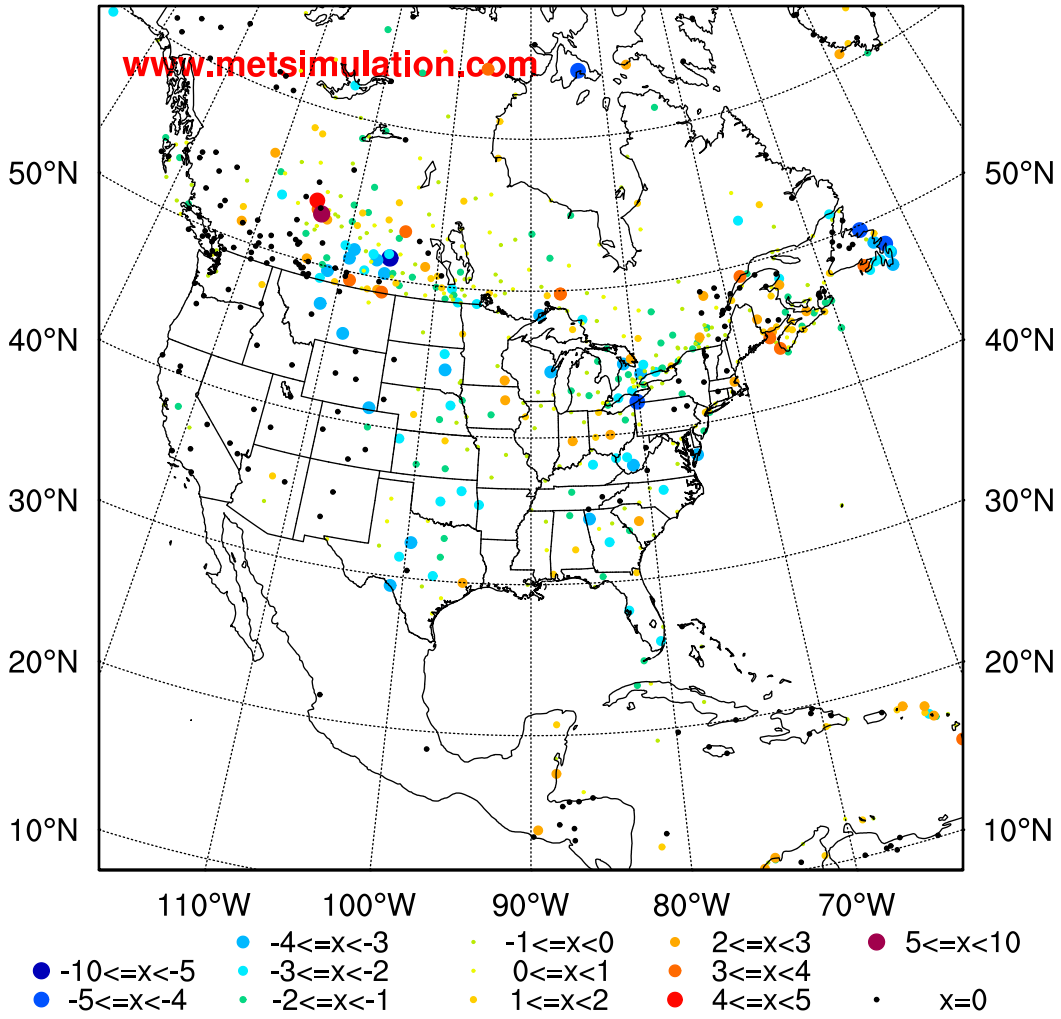 www.metsimulation.com
50°N 50°N
40°N 40°N
30°N 30°N
20°N 20°N
10°N 10°N
110°W 100°W 90°W 80°W 70°W
-4<=x<-3 -1<=x<0 2<=x<3 5<=x<10
-10<=x<-5 -3<=x<-2 0<=x<1 3<=x<4
-5<=x<-4 -2<=x<-1 1<=x<2 4<=x<5 x=0